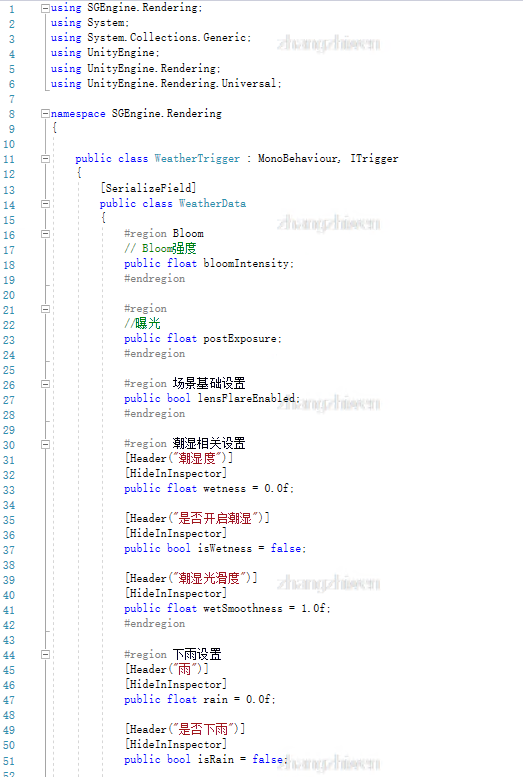 1 using SGEngine.Rendering;
2 using System;
3 using System.Collections.Generic;
4 using UnityEngine;
5 using UnityEngine.Rendering;
6 using UnityEngine.Rendering.Universal;
7
8 namespace SGEngine.Rendering
9 {
10
11 public class WeatherTrigger : MonoBehaviour, ITrigger
12 {
13 [SerializeField]
14 public class WeatherData
15 {
16 #region Bloom
17 // Bloom强度
18 public float bloomIntensity;
19 #endregion
20
21 #region
22 //曝光
23 public float postExposure;
24 #endregion
25
26 #region 场景基础设置
27 public bool lensFlareEnabled;
28 #endregion
29
30 #region 潮湿相关设置
31 [Header("潮湿度")]
32 [HideInInspector]
33 public float wetness = 0.0f;
34
35 [Header("是否开启潮湿")]
36 [HideInInspector]
37 public bool isWetness = false;
38
39 [Header("潮湿光滑度")]
40 [HideInInspector]
41 public float wetSmoothness = 1.0f;
42 #endregion
43
44 #region 下雨设置
45 [Header("雨")]
46 [HideInInspector]
47 public float rain = 0.0f;
48
49 [Header("是否下雨")]
50 [HideInInspector]
51 public bool isRain = false;
52
zhangzhiwen
zhangzhiwen
zhangzhiwen
zhangzhiwen
zhangzhiwen